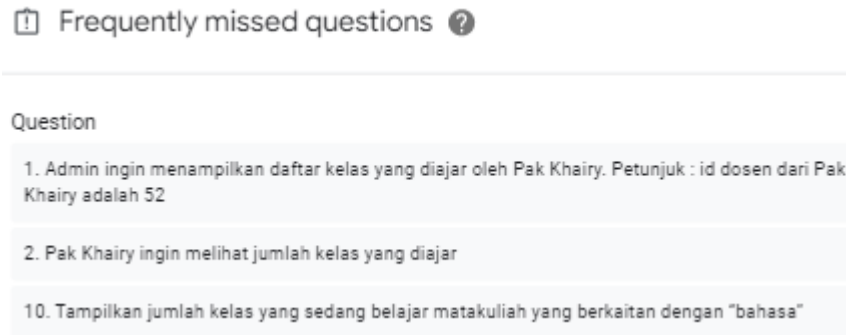 Frequently missed questions
Question
1. Admin ingin menampilkan daftar kelas yang diajar oleh Pak Khairy. Petunjuk : id dosen dari Pak
Khairy adalah 52
2. Pak Khairy ingin melihat jumlah kelas yang diajar
10. Tampilkan jumlah kelas yang sedang belajar matakuliah yang berkaitan dengan “bahasa”